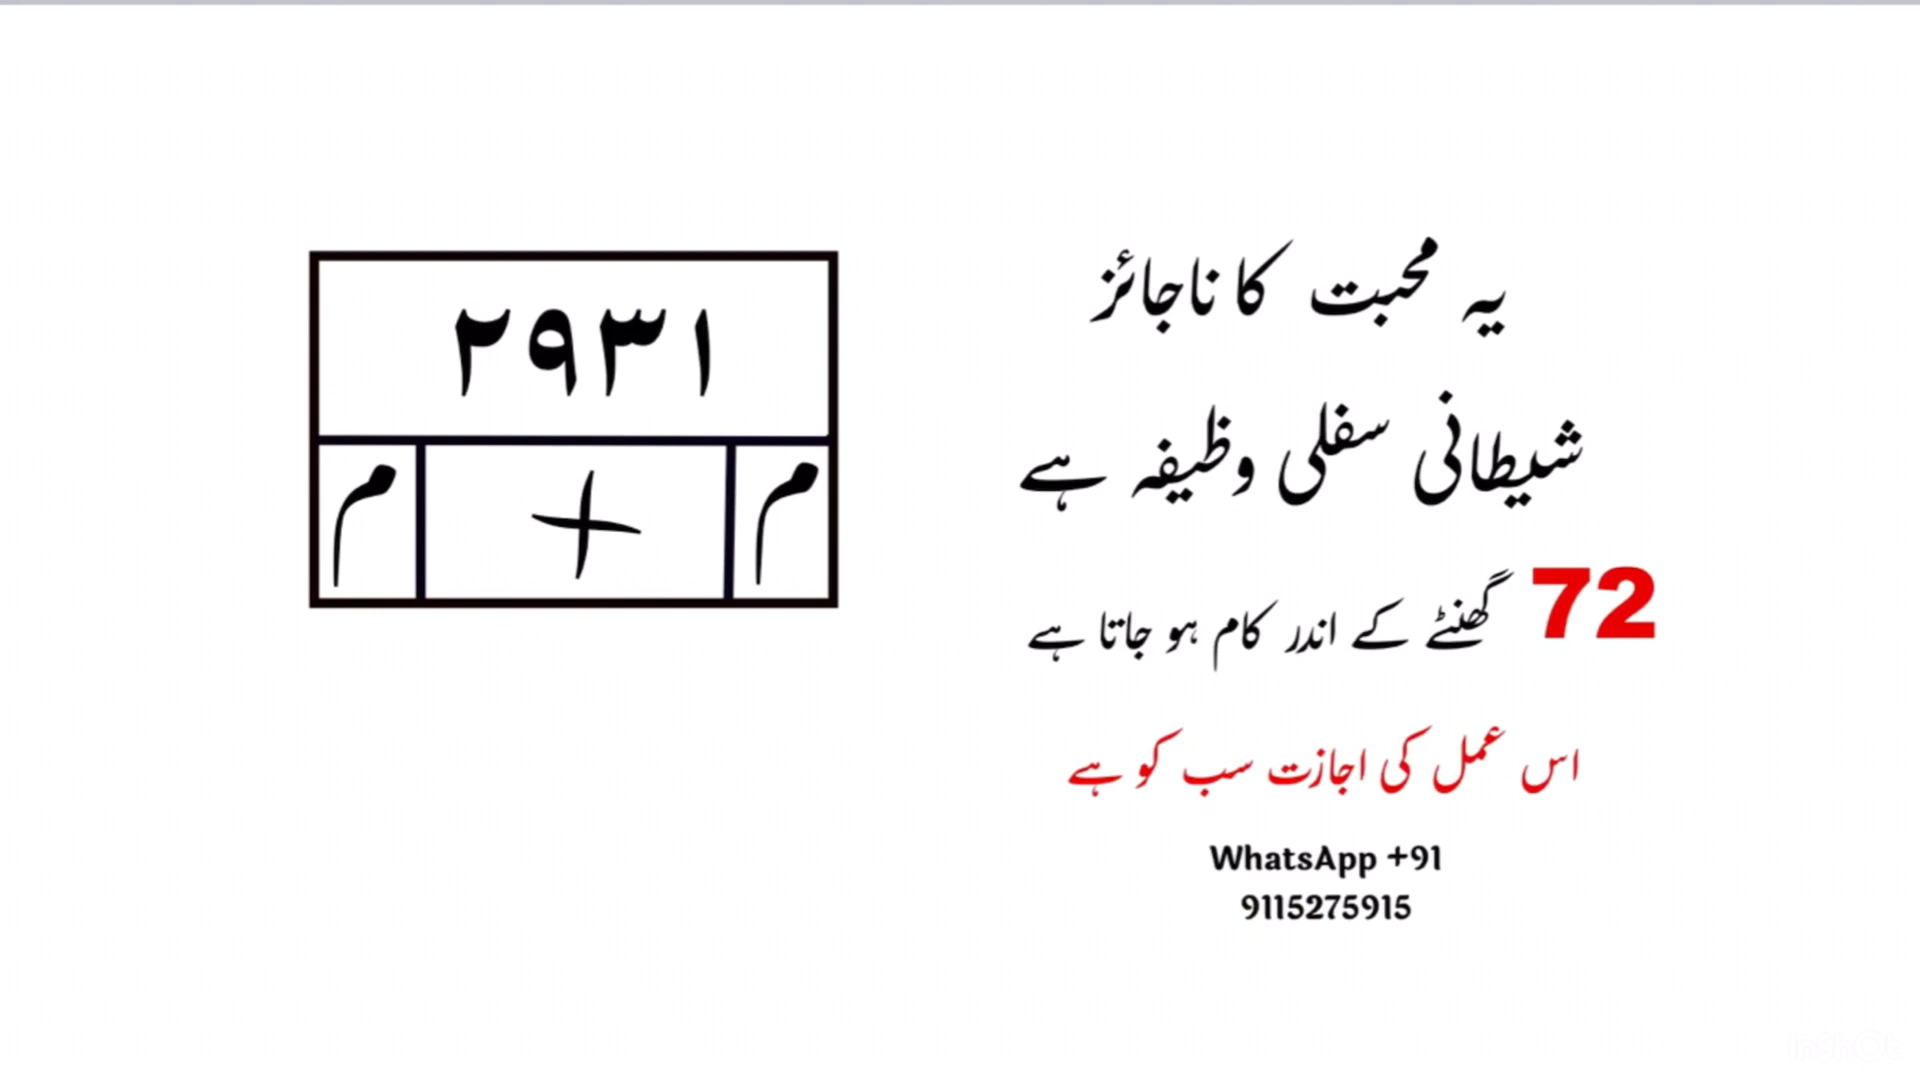 ۲۹۳۱
م + م
یہ محبت کا ناجائز
شیطانی سفلی وظیفہ ہے
72 گھنٹے کے اندر کام ہو جاتا ہے
اس عمل کی اجازت سب کو ہے
WhatsApp +91
9115275915